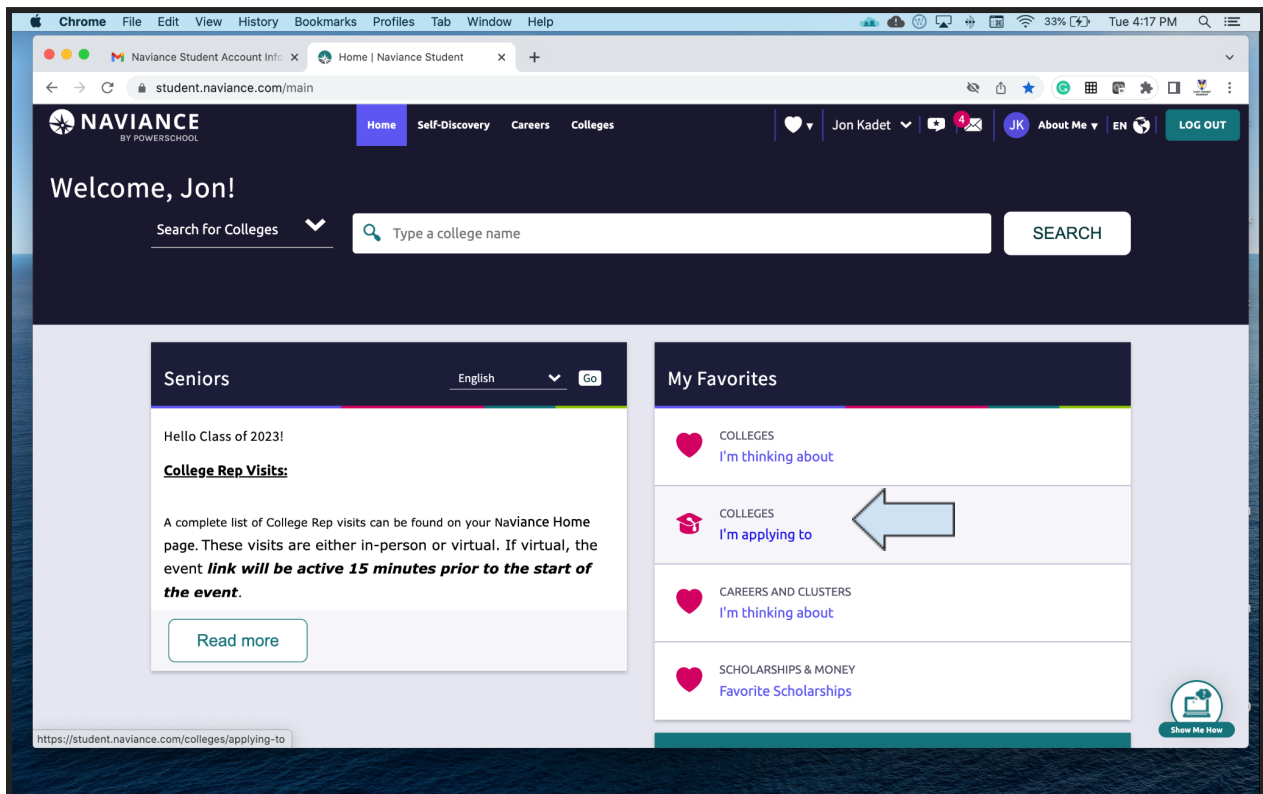 Chrome File Edit View History Bookmarks Profiles Tab Window Help 33% Tue 4:17 PM
Naviance Student Account Info Home | Naviance Student
student.naviance.com/main
NAVIANCE
BY POWERSCHOOL
Home Self-Discovery Careers Colleges Jon Kadet 4 JK About Me EN LOG OUT
Welcome, Jon!
Search for Colleges Type a college name SEARCH
Seniors English Go
Hello Class of 2023!
College Rep Visits:
A complete list of College Rep visits can be found on your Naviance Home
page. These visits are either in-person or virtual. If virtual, the
event link will be active 15 minutes prior to the start of
the event.
Read more
My Favorites
COLLEGES
I'm thinking about
COLLEGES
I'm applying to
CAREERS AND CLUSTERS
I'm thinking about
SCHOLARSHIPS & MONEY
Favorite Scholarships
Show Me How
https://student.naviance.com/colleges/applying-to